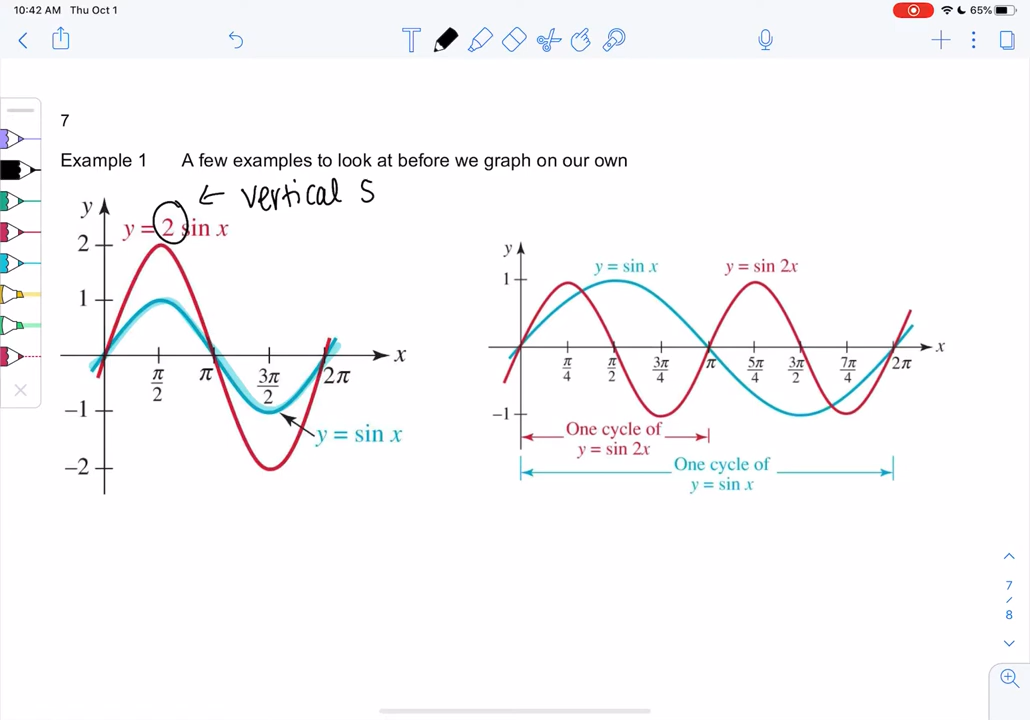 10:42 AM Thu Oct 1
65%
7
Example 1 A few examples to look at before we graph on our own
← vertical S
y
y = 2 sin x
2
1
x
π/2
π
3π/2
2π
−1
−2
y = sin x
y
y = sin x
y = sin 2x
1
x
π/4
π/2
3π/4
π
5π/4
3π/2
7π/4
2π
−1
One cycle of
y = sin 2x
One cycle of
y = sin x
7
/
8